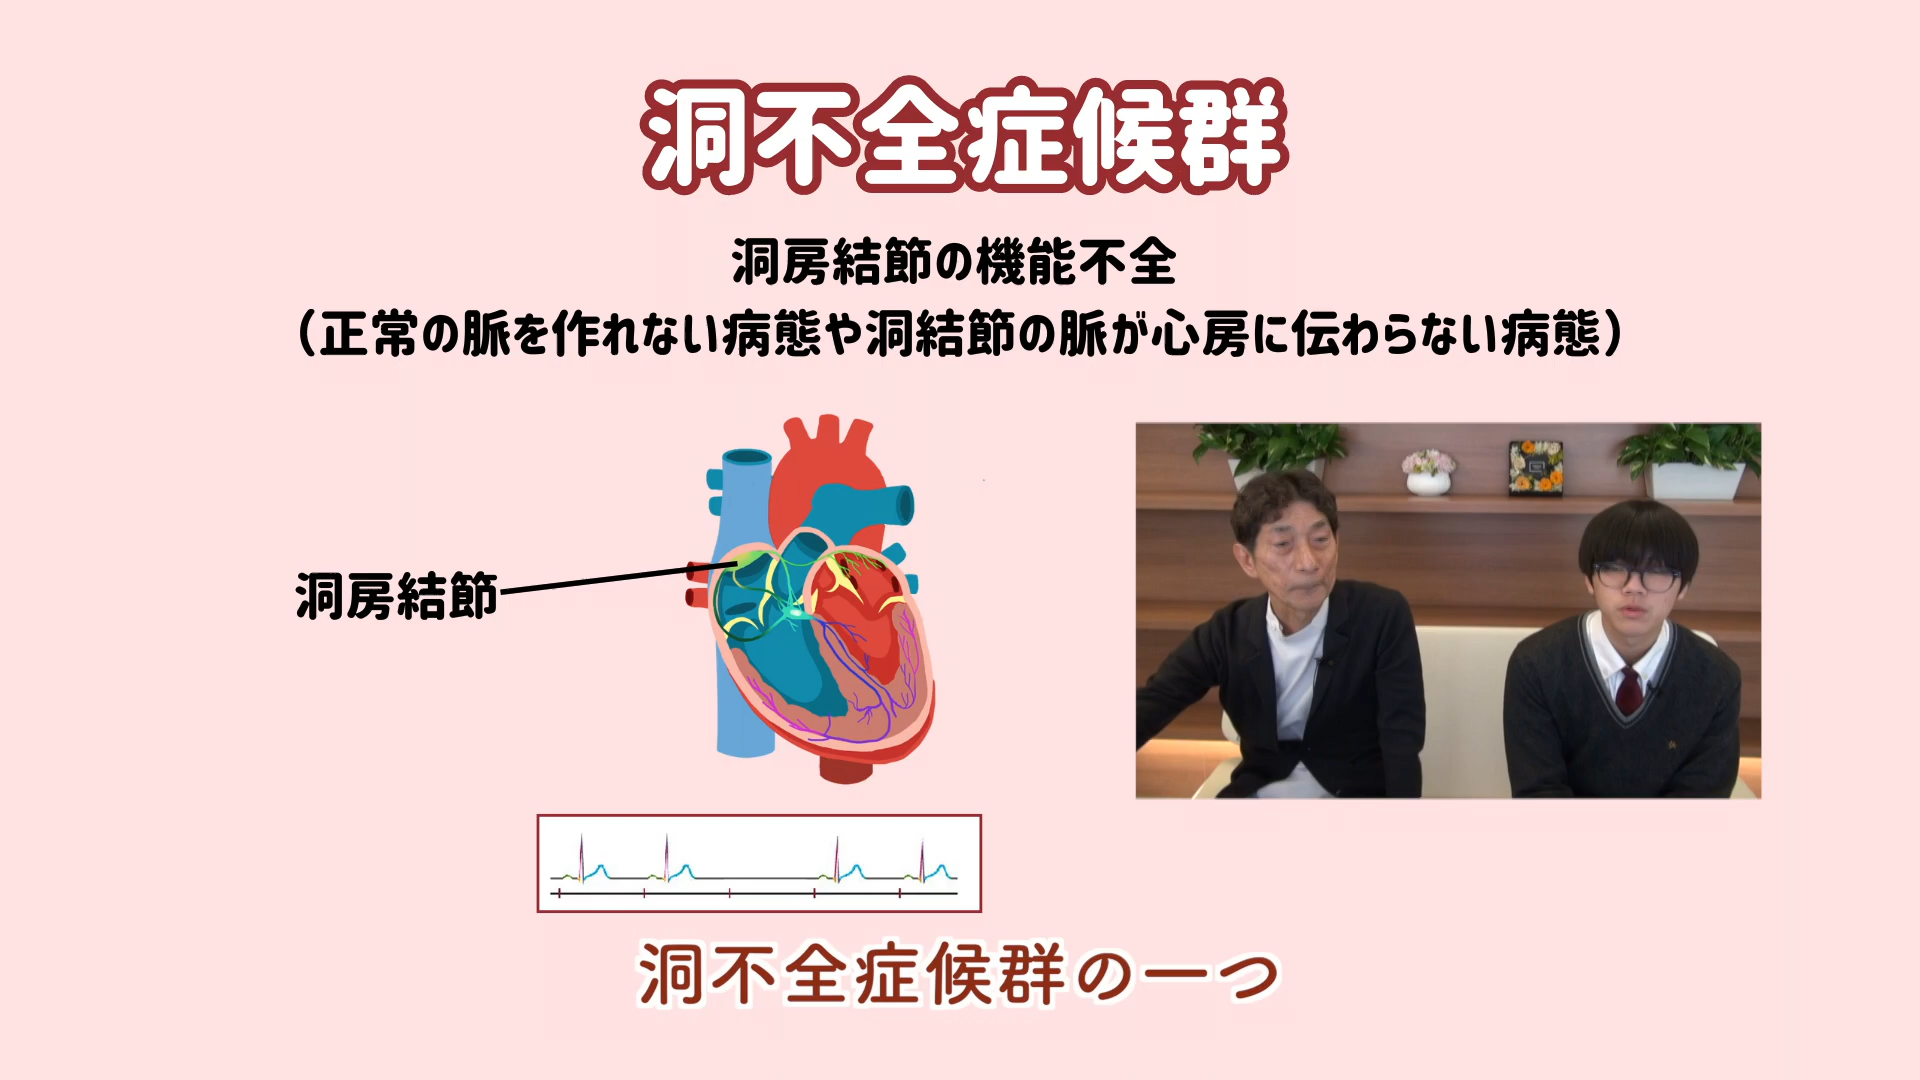 洞不全症候群
洞房結節の機能不全
（正常の脈を作れない病態や洞結節の脈が心房に伝わらない病態）
洞房結節
洞不全症候群の一つ